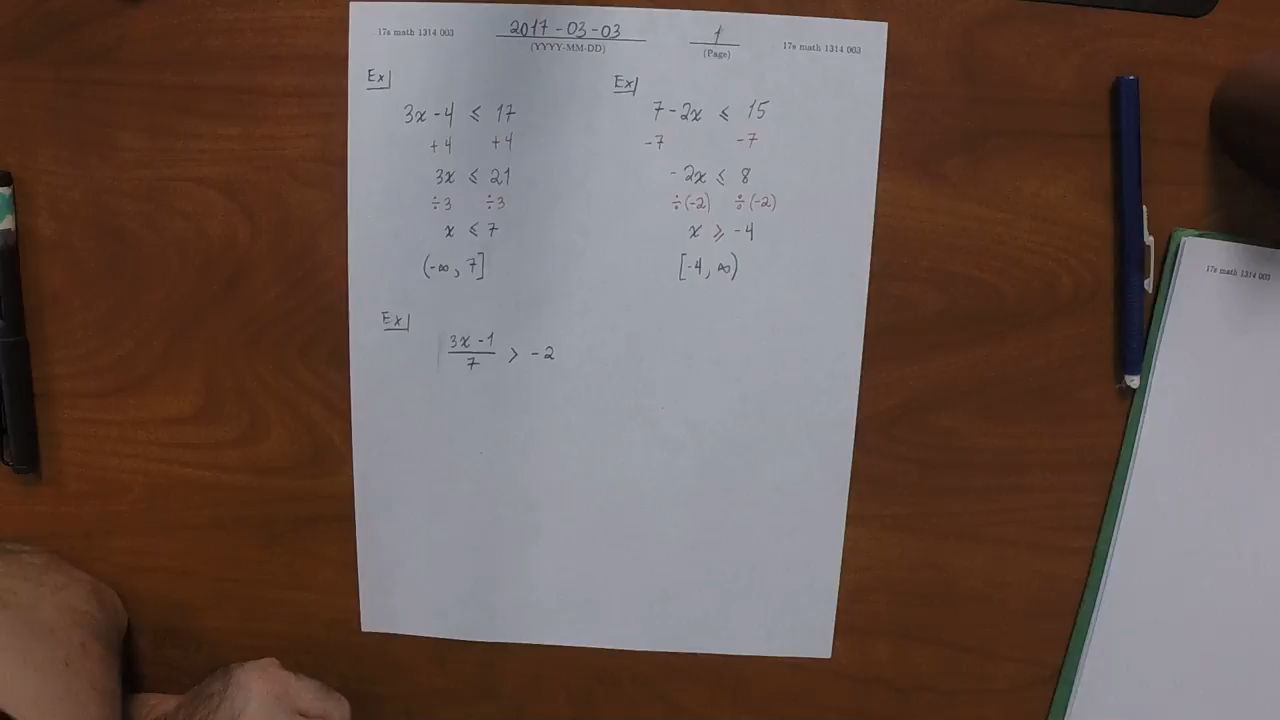 17s math 1314 003 2017-03-03 1 17s math 1314 003
(YYYY-MM-DD) (Page)
Ex|
3x - 4 ≤ 17
+4 +4
3x ≤ 21
÷3 ÷3
x ≤ 7
(-∞, 7]
Ex|
7 - 2x ≤ 15
-7 -7
-2x ≤ 8
÷(-2) ÷(-2)
x ≥ -4
[-4, ∞)
Ex|
3x - 1
7 > -2
17s math 1314 003